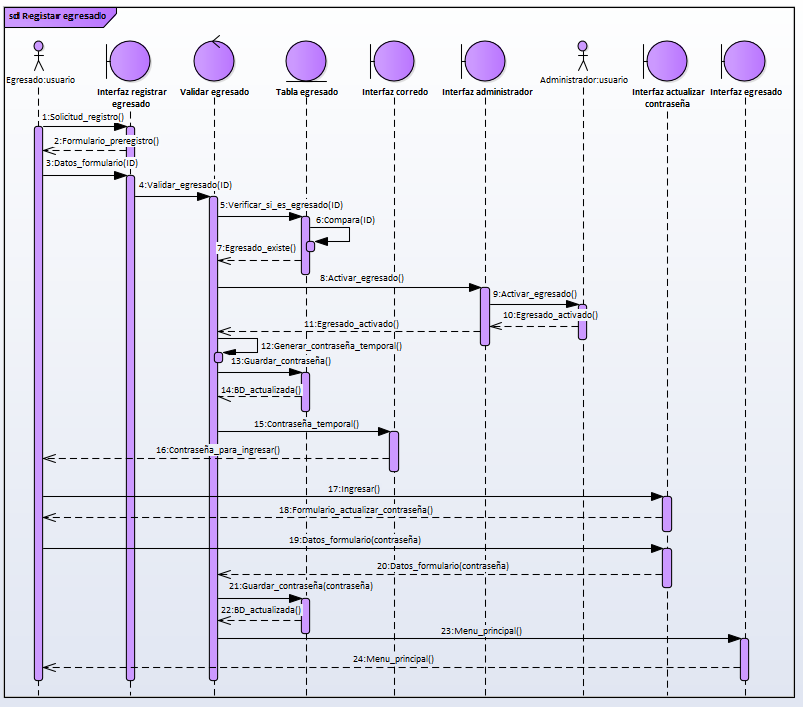 sd Registar egresado
Egresado:usuario
Interfaz registrar
egresado
Validar egresado
Tabla egresado
Interfaz corredo
Interfaz administrador
Administrador:usuario
Interfaz actualizar
contraseña
Interfaz egresado
1:Solicitud_registro()
2:Formulario_preregistro()
3:Datos_formulario(ID)
4:Validar_egresado(ID)
5:Verificar_si_es_egresado(ID)
6:Compara(ID)
7:Egresado_existe()
8:Activar_egresado()
9:Activar_egresado()
10:Egresado_activado()
11:Egresado_activado()
12:Generar_contraseña_temporal()
13:Guardar_contraseña()
14:BD_actualizada()
15:Contraseña_temporal()
16:Contraseña_para_ingresar()
17:Ingresar()
18:Formulario_actualizar_contraseña()
19:Datos_formulario(contraseña)
20:Datos_formulario(contraseña)
21:Guardar_contraseña(contraseña)
22:BD_actualizada()
23:Menu_principal()
24:Menu_principal()